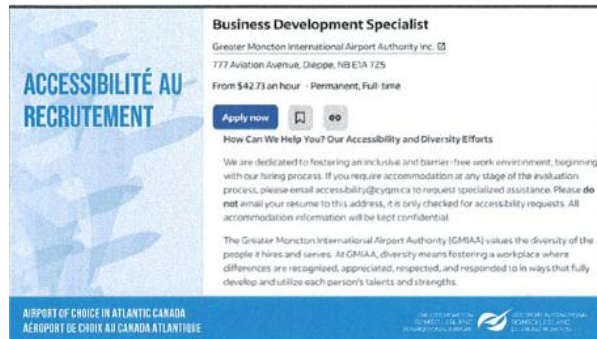 ACCESSIBILITÉ AU
RECRUTEMENT
Business Development Specialist
Greater Moncton International Airport Authority Inc.
777 Aviation Avenue, Dieppe, NB E1A 7Z5
From $42.73 an hour - Permanent, Full-time
Apply now
How Can We Help You? Our Accessibility and Diversity Efforts
We are dedicated to fostering an inclusive and barrier-free work environment, beginning
with our hiring process. If you require accommodation at any stage of the evaluation
process, please email accessibility@cyqm.ca to request specialized assistance. Please do
not email your resume to this address, it is only checked for accessibility requests. All
accommodation information will be kept confidential.
The Greater Moncton International Airport Authority (GMIAA) values the diversity of the
people it hires and serves. At GMIAA, diversity means fostering a workplace where
differences are recognized, appreciated, respected, and responded to in ways that fully
develop and utilize each person's talents and strengths.
AIRPORT OF CHOICE IN ATLANTIC CANADA
AÉROPORT DE CHOIX AU CANADA ATLANTIQUE